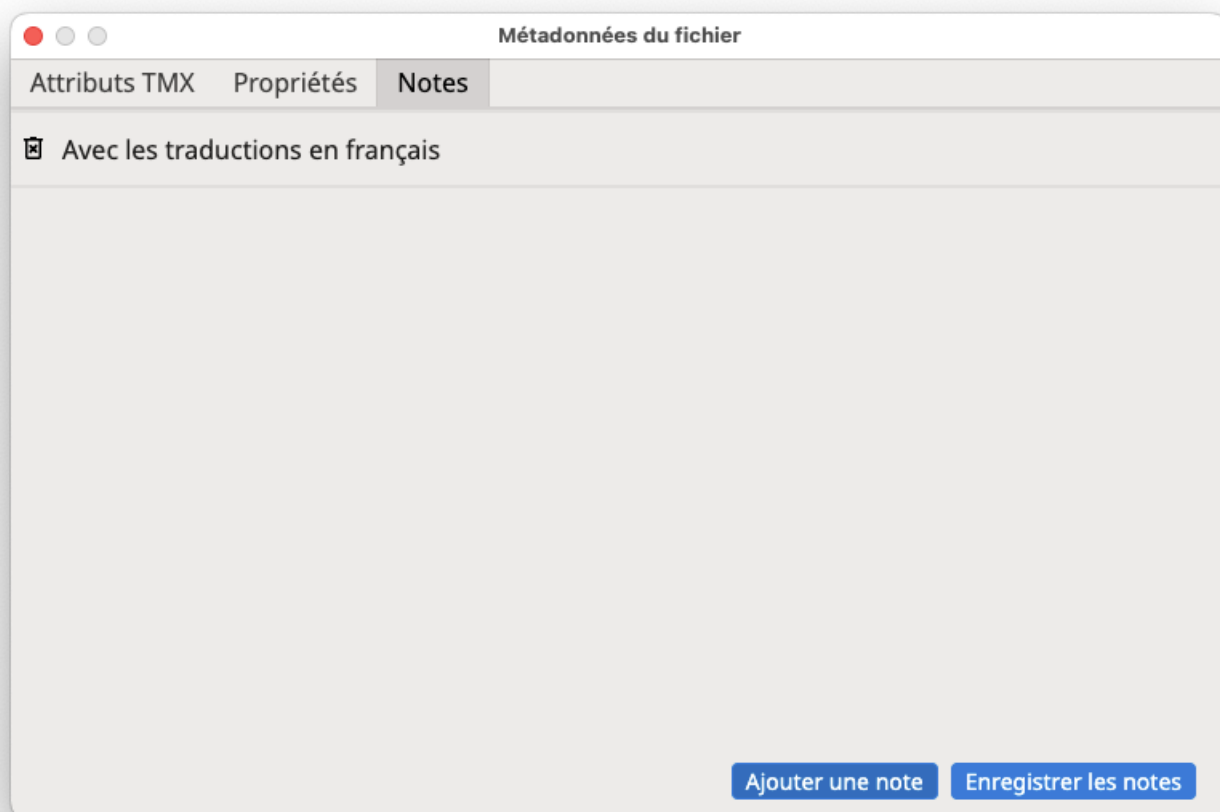 Métadonnées du fichier
Attributs TMX Propriétés Notes
Avec les traductions en français
Ajouter une note Enregistrer les notes